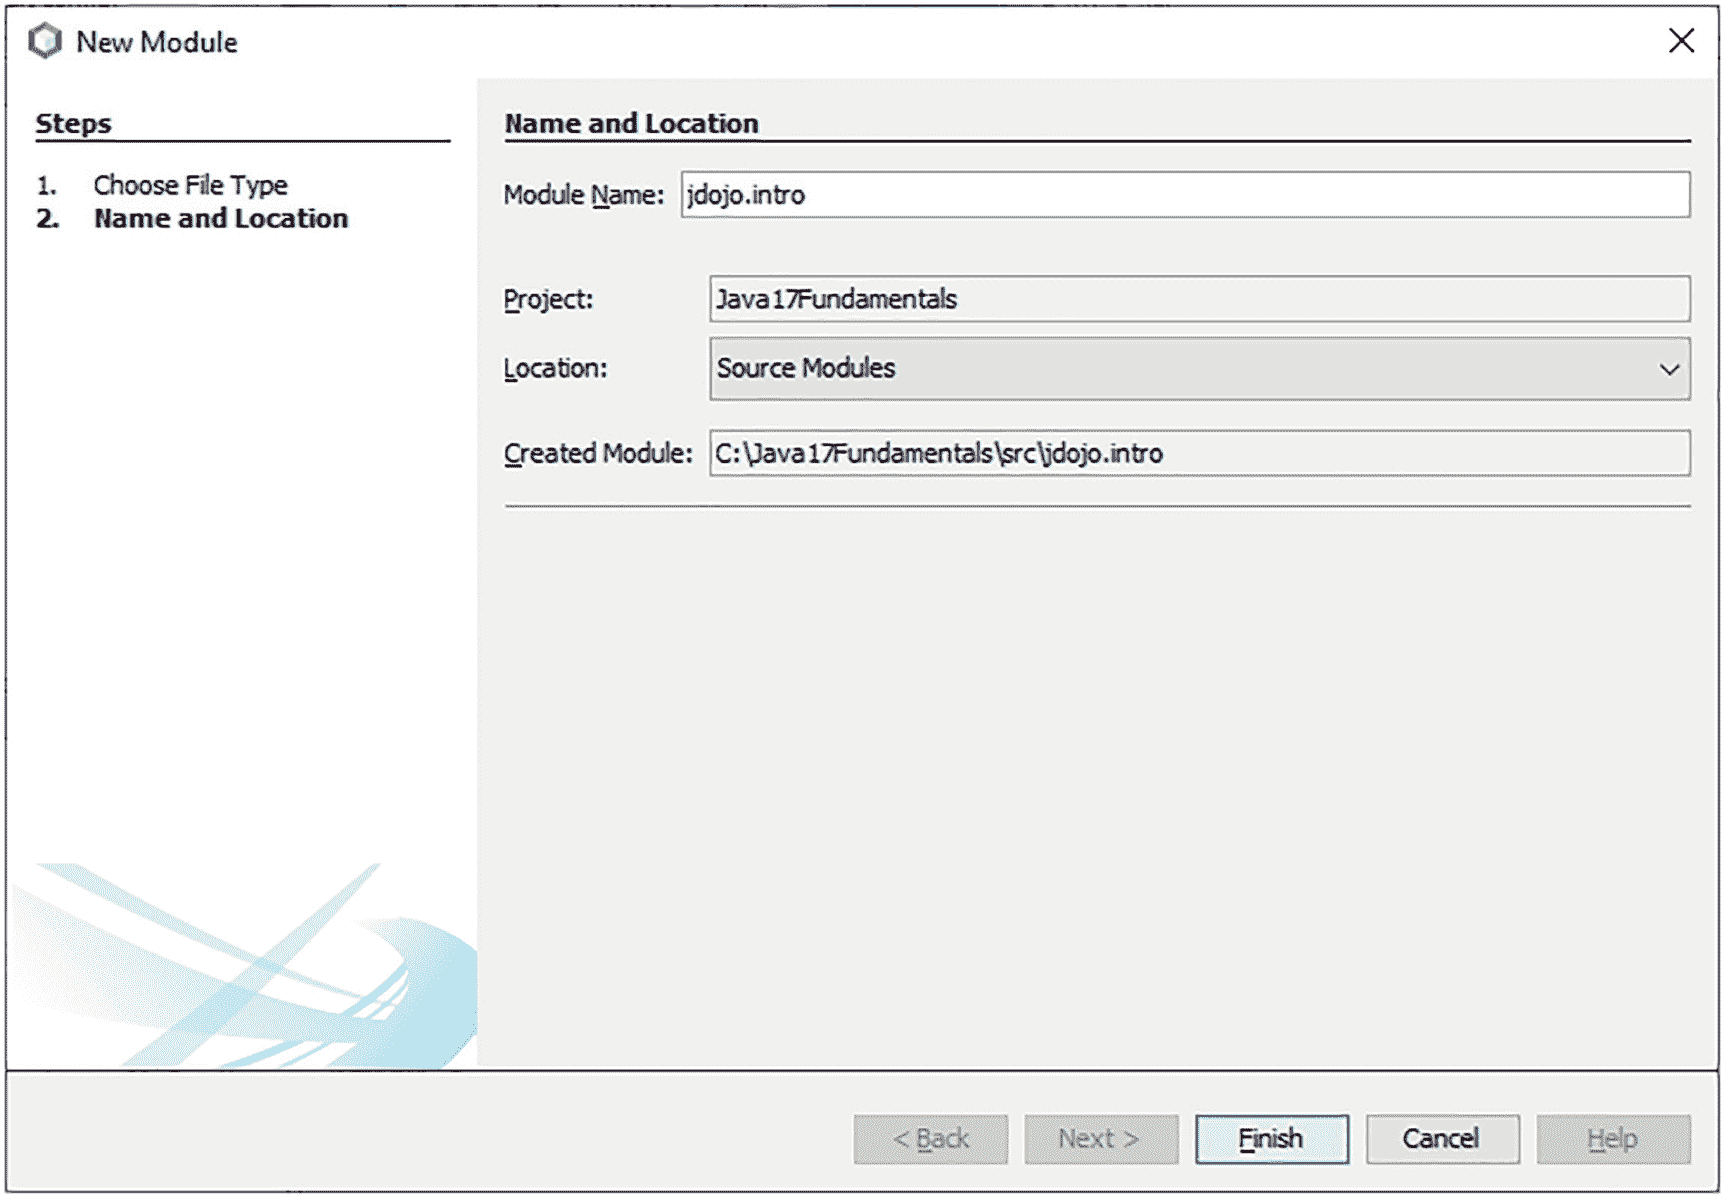 New Module
Steps
1. Choose File Type
2. Name and Location
Name and Location
Module Name: jdojo.intro
Project: Java17Fundamentals
Location: Source Modules
Created Module: C:\Java17Fundamentals\src\jdojo.intro
< Back Next > Finish Cancel Help